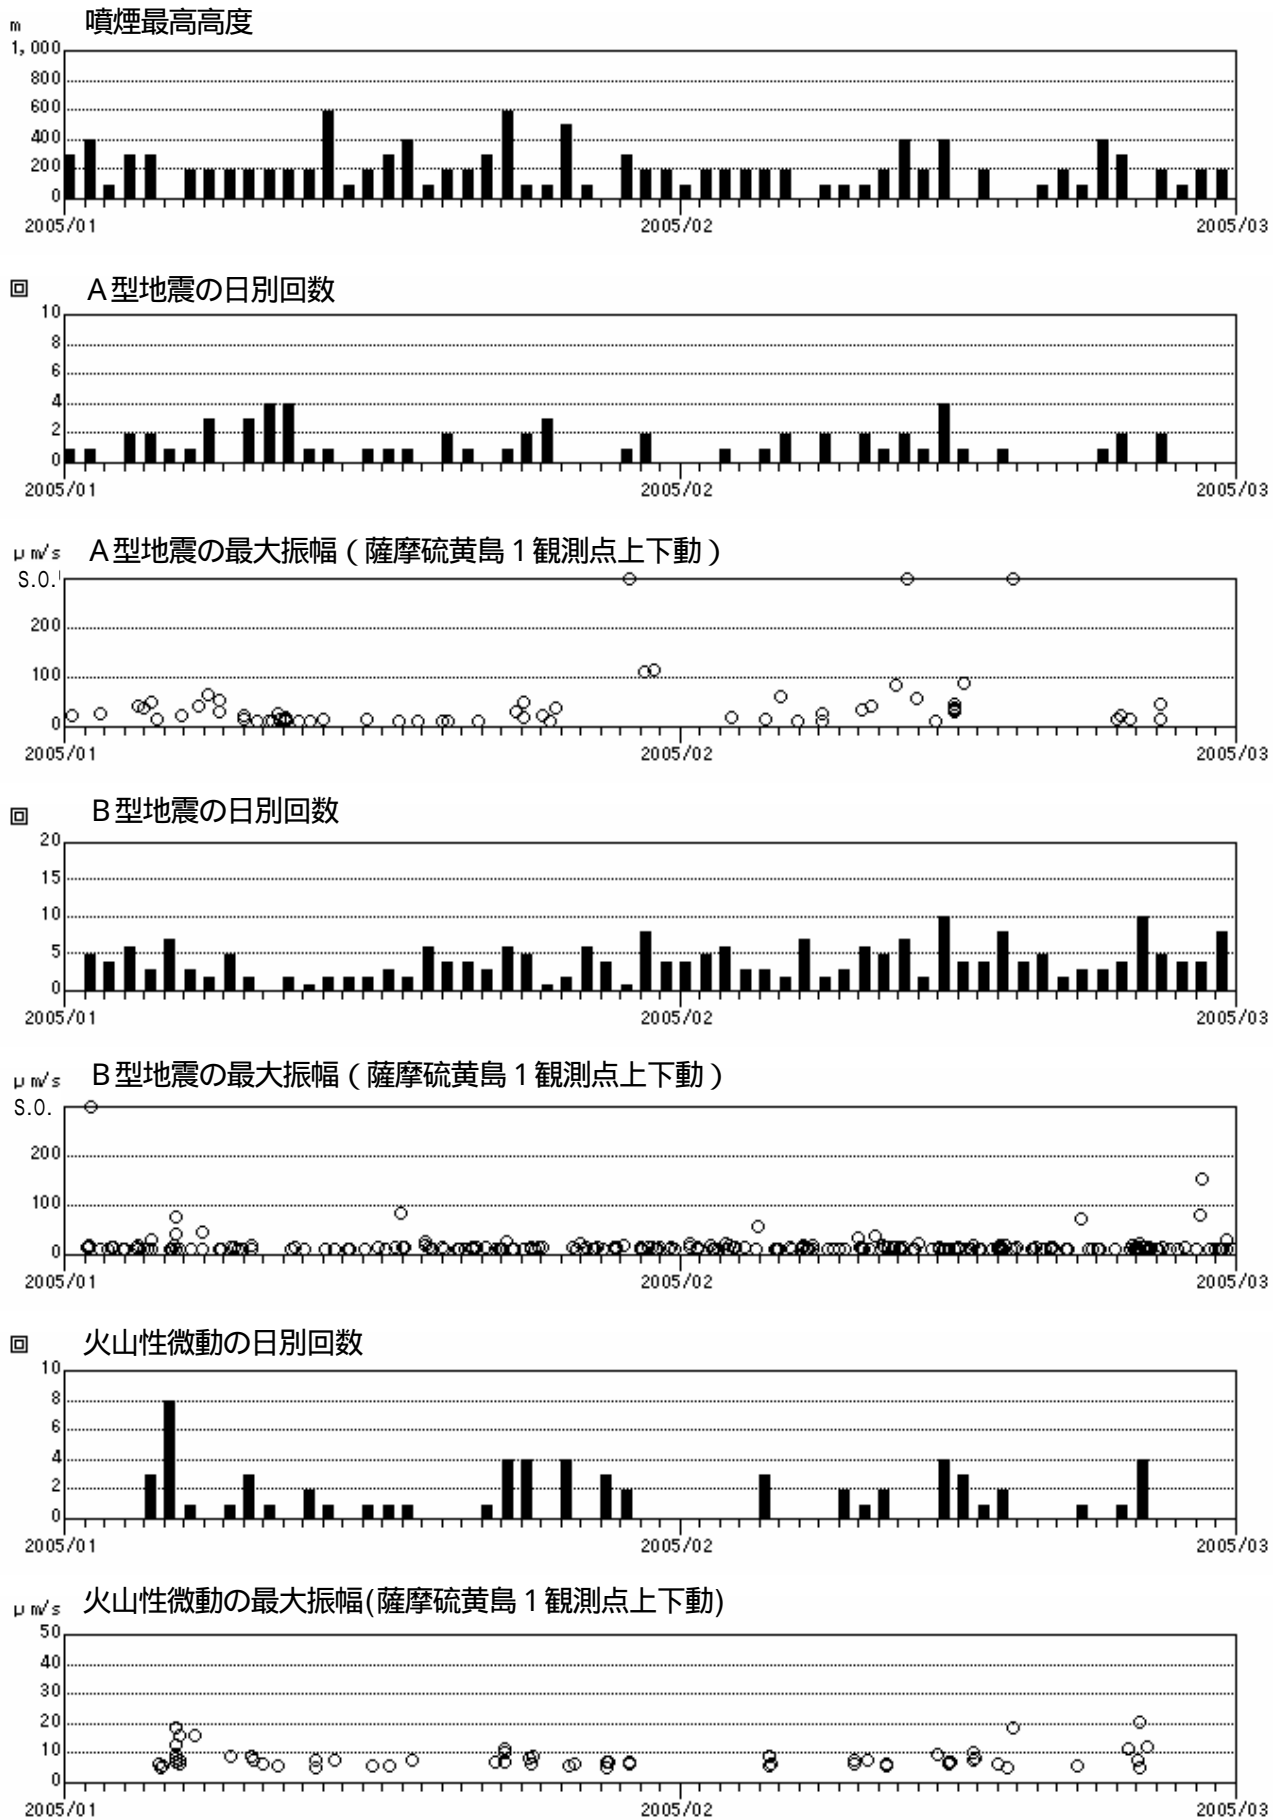 m 噴煙最高高度
1,000
800
600
400
200
0
2005/01 2005/02 2005/03
回 A型地震の日別回数
10
8
6
4
2
0
2005/01 2005/02 2005/03
μm/s A型地震の最大振幅(薩摩硫黄島1観測点上下動)
S.O.
200
100
0
2005/01 2005/02 2005/03
回 B型地震の日別回数
20
15
10
5
0
2005/01 2005/02 2005/03
μm/s B型地震の最大振幅(薩摩硫黄島1観測点上下動)
S.O.
200
100
0
2005/01 2005/02 2005/03
回 火山性微動の日別回数
10
8
6
4
2
0
2005/01 2005/02 2005/03
μm/s 火山性微動の最大振幅(薩摩硫黄島1観測点上下動)
50
40
30
20
10
0
2005/01 2005/02 2005/03